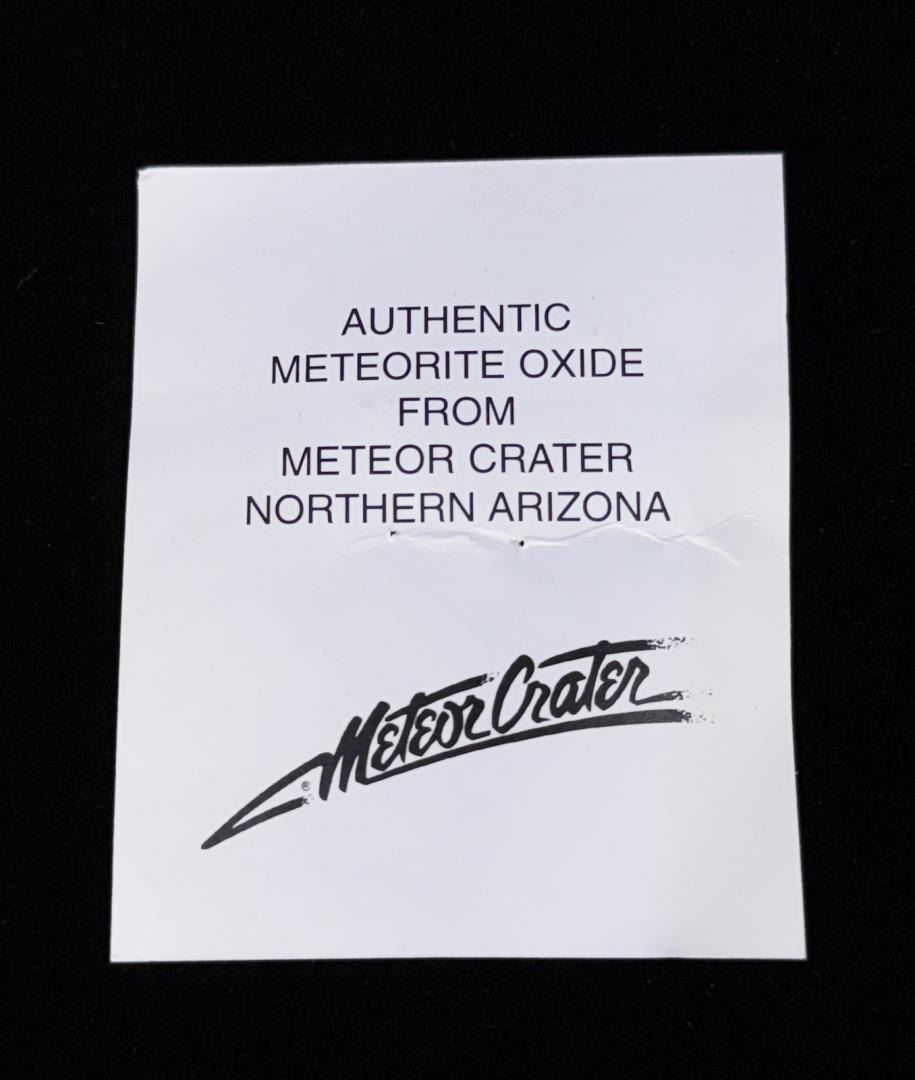 AUTHENTIC
METEORITE OXIDE
FROM
METEOR CRATER
NORTHERN ARIZONA
Meteor Crater
®